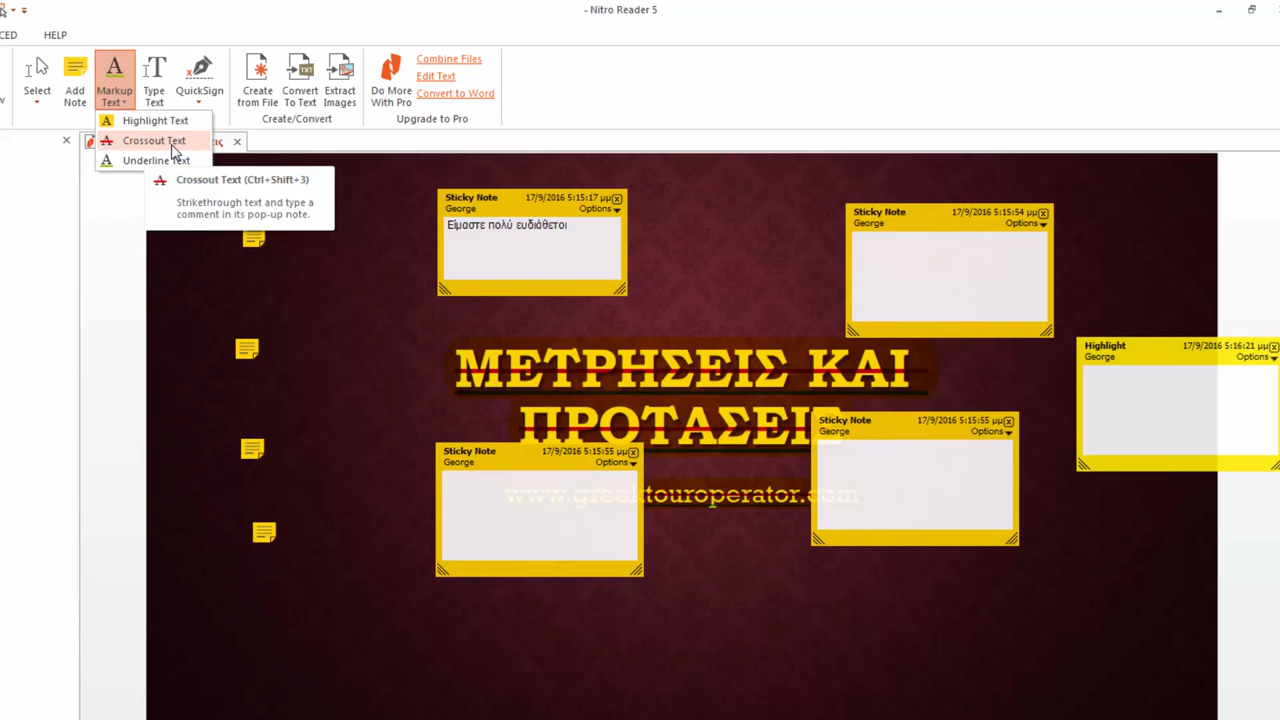 - Nitro Reader 5
HELP
Select
Add Note
Markup Text
Type Text
QuickSign
Create from File
Convert To Text
Extract Images
Do More With Pro
Combine Files
Edit Text
Convert to Word
Create/Convert
Upgrade to Pro
Highlight Text
Crossout Text
Underline Text
Crossout Text (Ctrl+Shift+3)
Strikethrough text and type a
comment in its pop-up note.
Sticky Note 17/9/2016 5:15:17 μμ
George Options
Είμαστε πολύ ευδιάθετοι
Sticky Note 17/9/2016 5:15:54 μμ
George Options
Highlight 17/9/2016 5:16:21 μμ
George Options
ΜΕΤΡΗΣΕΙΣ ΚΑΙ
ΠΡΟΤΑΣΕΙΣ
Sticky Note 17/9/2016 5:15:55 μμ
George Options
Sticky Note 17/9/2016 5:15:55 μμ
George Options
www.greektouroperator.com